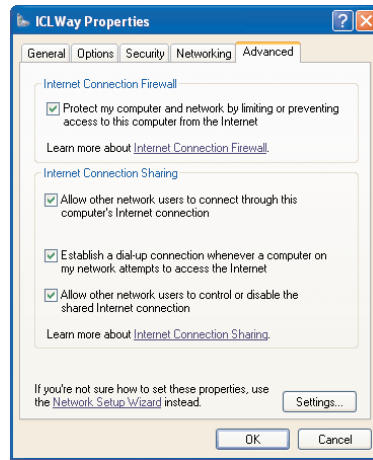 ICLWay Properties
General Options Security Networking Advanced
Internet Connection Firewall
Protect my computer and network by limiting or preventing
access to this computer from the Internet
Learn more about Internet Connection Firewall.
Internet Connection Sharing
Allow other network users to connect through this
computer's Internet connection
Establish a dial-up connection whenever a computer on
my network attempts to access the Internet
Allow other network users to control or disable the
shared Internet connection
Learn more about Internet Connection Sharing.
If you're not sure how to set these properties, use
the Network Setup Wizard instead.
Settings...
OK Cancel